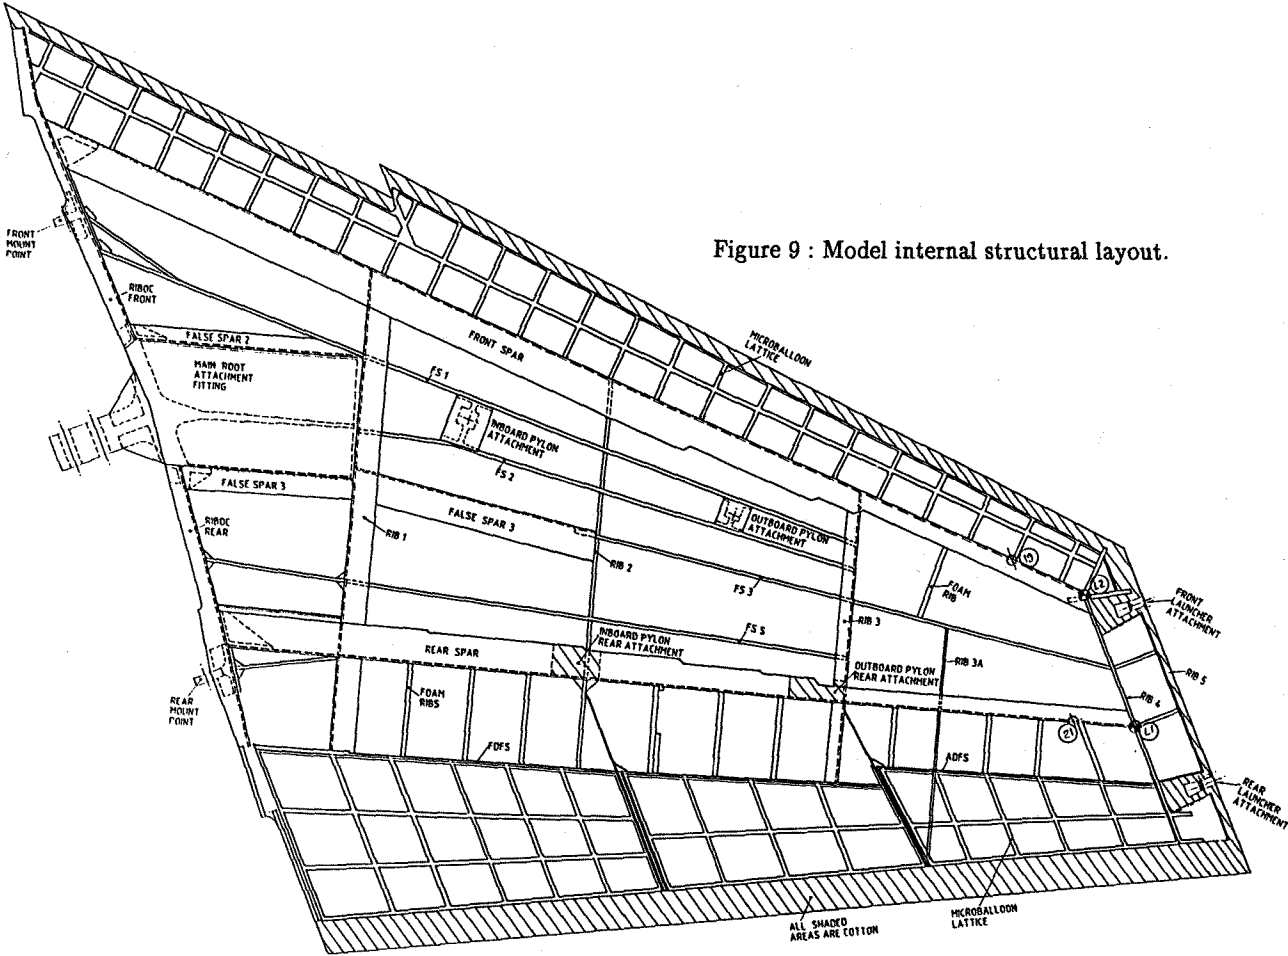 Figure 9 : Model internal structural layout.
FRONT
MOUNT
POINT
RIBOC
FRONT
FALSE SPAR 2
MAIN ROOT
ATTACHMENT
FITTING
FRONT SPAR
MICROBALLOON
LATTICE
FS 1
INBOARD PYLON
ATTACHMENT
FS 2
FALSE SPAR 3
FALSE SPAR 3
RIBOC
REAR
RIB 1
RIB 2
OUTBOARD PYLON
ATTACHMENT
FS 3
FOAM
RIB
19
L2
FRONT
LAUNCHER
ATTACHMENT
RIB 3
FS 5
REAR SPAR
INBOARD PYLON
REAR ATTACHMENT
OUTBOARD PYLON
REAR ATTACHMENT
RIB 3A
RIB 5
RIB 4
REAR
MOUNT
POINT
FOAM
RIBS
21
L1
FDFS
ADFS
REAR
LAUNCHER
ATTACHMENT
ALL SHADED
AREAS ARE COTTON
MICROBALLOON
LATTICE